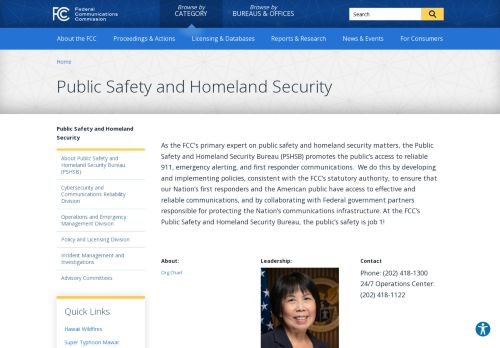 FCC Federal Communications Commission
Browse by CATEGORY
Browse by BUREAUS & OFFICES
Search
About the FCC
Proceedings & Actions
Licensing & Databases
Reports & Research
News & Events
For Consumers
Home
Public Safety and Homeland Security
Public Safety and Homeland
Security
About Public Safety and
Homeland Security Bureau
(PSHSB)
Cybersecurity and
Communications Reliability
Division
Operations and Emergency
Management Division
Policy and Licensing Division
Incident Management and
Investigations
Advisory Committees
Quick Links
Hawaii Wildfires
Super Typhoon Mawar
As the FCC's primary expert on public safety and homeland security matters, the Public
Safety and Homeland Security Bureau (PSHSB) promotes the public's access to reliable
911, emergency alerting, and first responder communications. We do this by developing
and implementing policies, consistent with the FCC's statutory authority, to ensure that
our Nation's first responders and the American public have access to effective and
reliable communications, and by collaborating with Federal government partners
responsible for protecting the Nation's communications infrastructure. At the FCC's
Public Safety and Homeland Security Bureau, the public's safety is job 1!
About:
Org Chart
Leadership:
Contact
Phone: (202) 418-1300
24/7 Operations Center:
(202) 418-1122